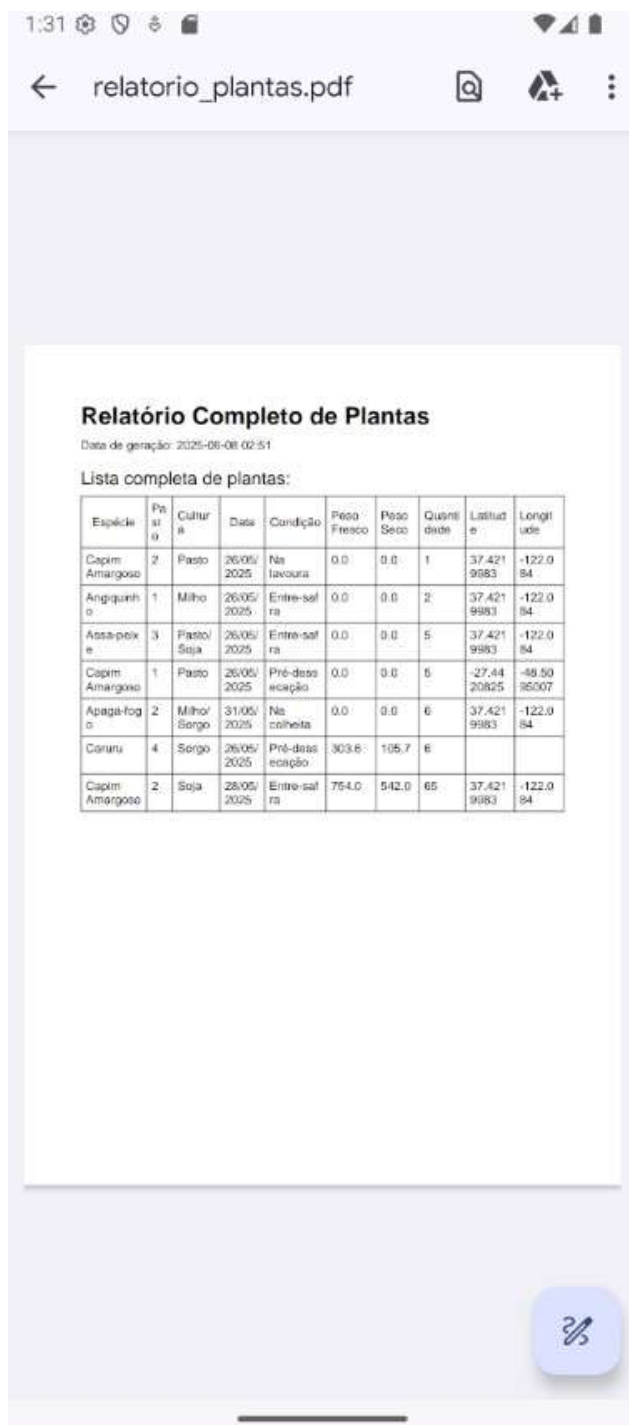 1:31
relatorio_plantas.pdf
Relatório Completo de Plantas
Data de geração: 2025-06-08 02:51
Lista completa de plantas:
Espécie Pasto Cultura Data Condição Peso Fresco Peso Seco Quantidade Latitude Longitude
Capim Amargoso 2 Pasto 26/05/2025 Na lavoura 0.0 0.0 1 37.4219983 -122.084
Angiquinho 1 Milho 26/05/2025 Entre-safra 0.0 0.0 2 37.4219983 -122.084
Assa-peixe 3 Pasto/Soja 26/05/2025 Entre-safra 0.0 0.0 5 37.4219983 -122.084
Capim Amargoso 1 Pasto 26/05/2025 Pré-dessecação 0.0 0.0 -27.4420825 -48.5095007
Apaga-fogo 2 Milho/Sorgo 31/05/2025 Na colheita 0.0 0.0 6 37.4219983 -122.084
Caruru 4 Sorgo 26/05/2025 Pré-dessecação 303.6 105.7 6
Capim Amargoso 2 Soja 28/05/2025 Entre-safra 542.0 65 37.4219983 -122.084